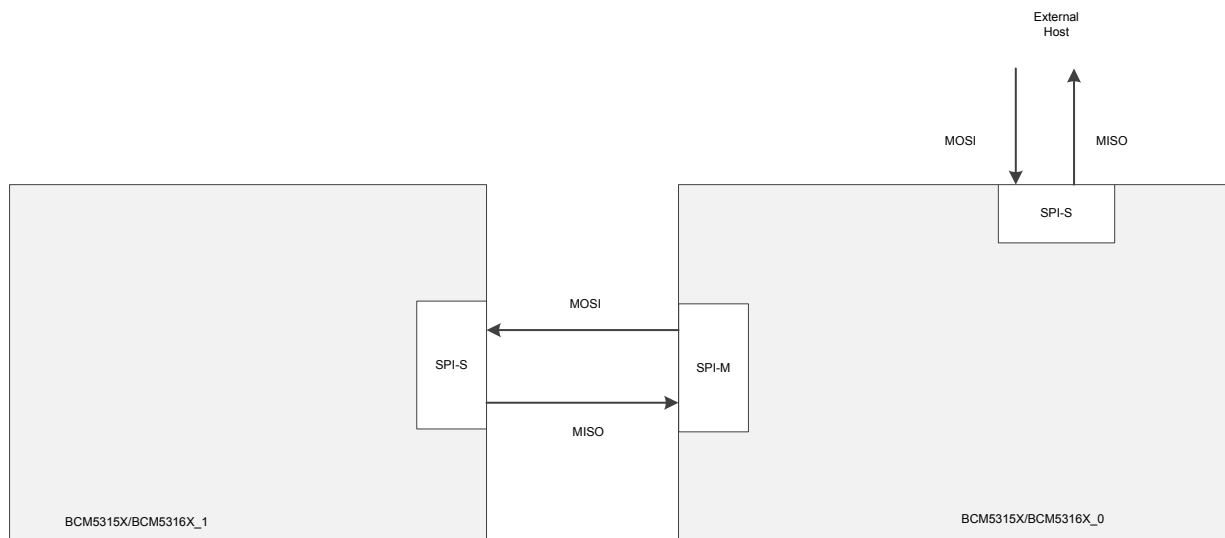 External
Host
MOSI
MISO
SPI-S
MOSI
SPI-S
SPI-M
MISO
BCM5315X/BCM5316X_1
BCM5315X/BCM5316X_0